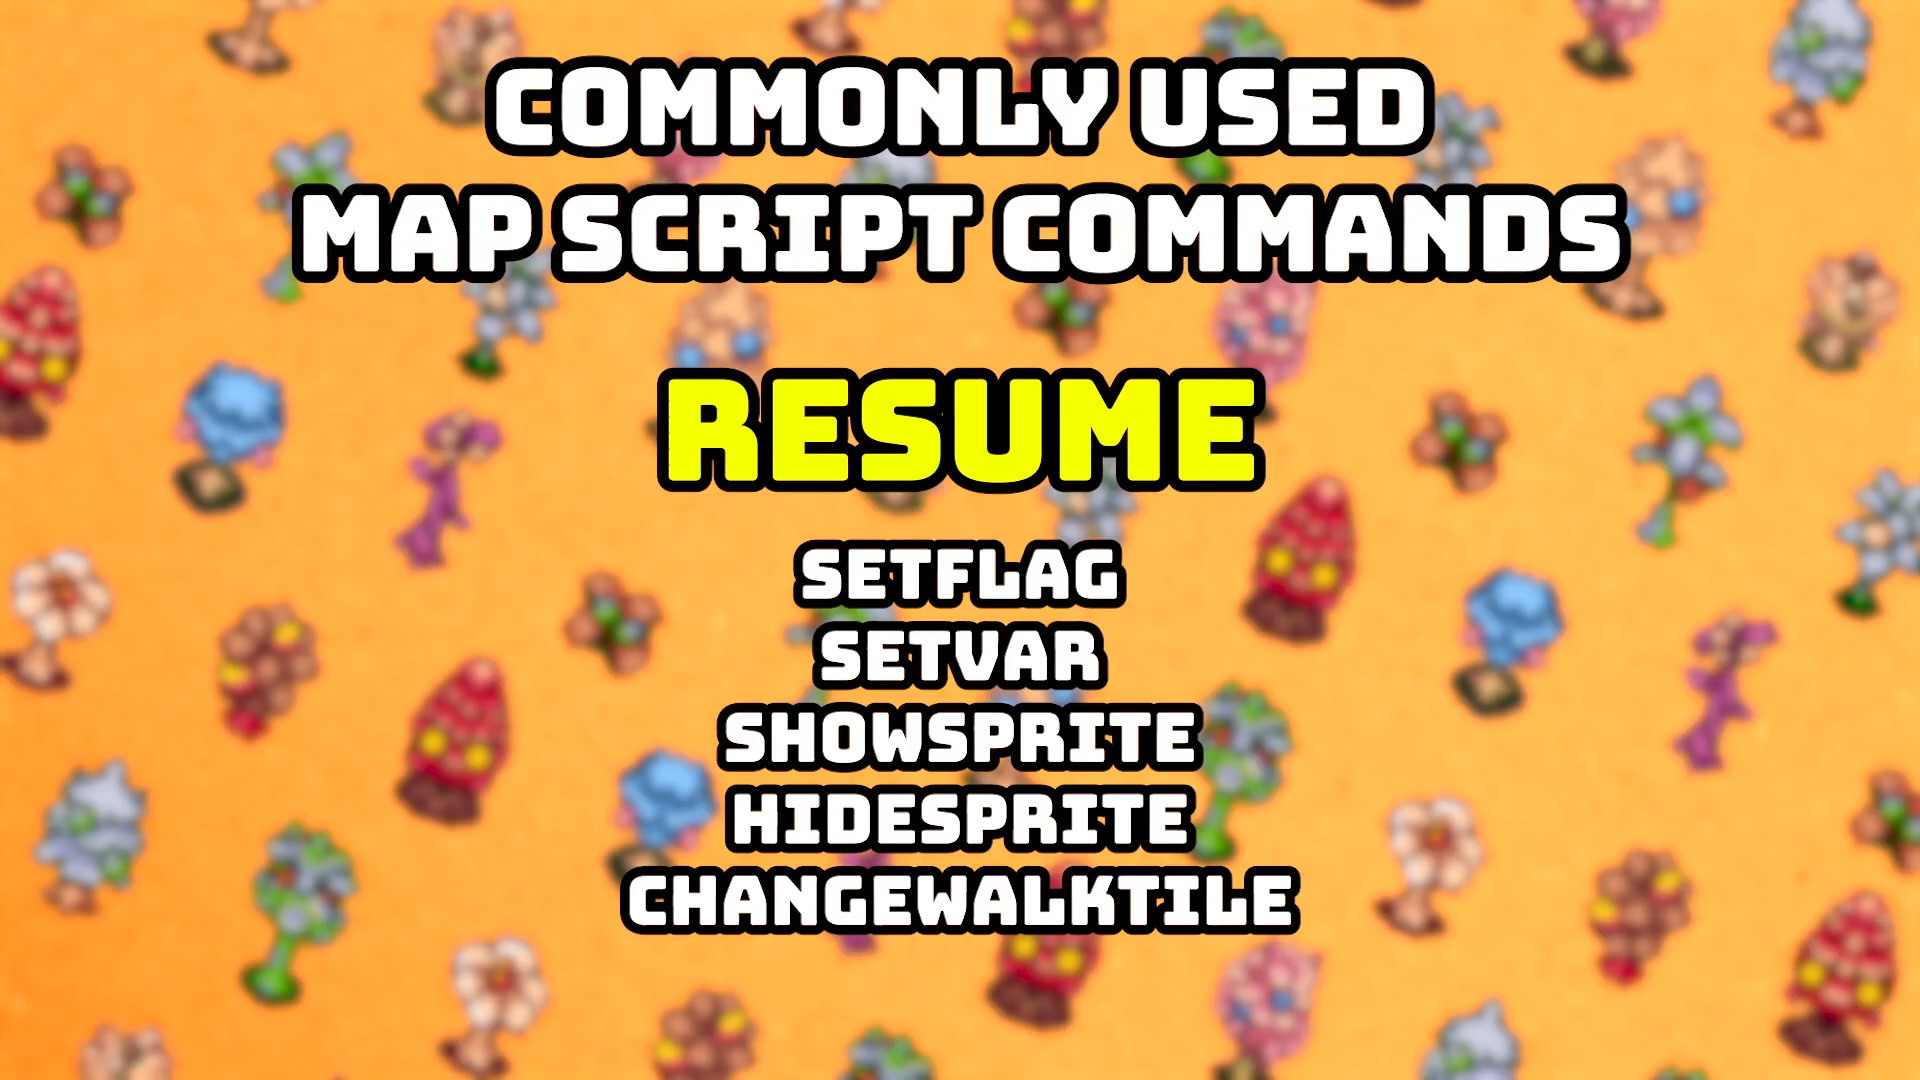 COMMONLY USED
MAP SCRIPT COMMANDS
RESUME
SETFLAG
SETVAR
SHOWSPRITE
HIDESPRITE
CHANGEWALKTILE